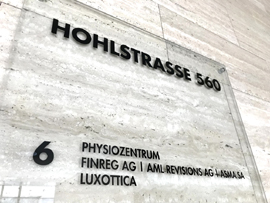 HOHLSTRASSE 560
6
PHYSIOZENTRUM
FINREG AG | AML REVISIONS AG + ASMA SA
LUXOTTICA